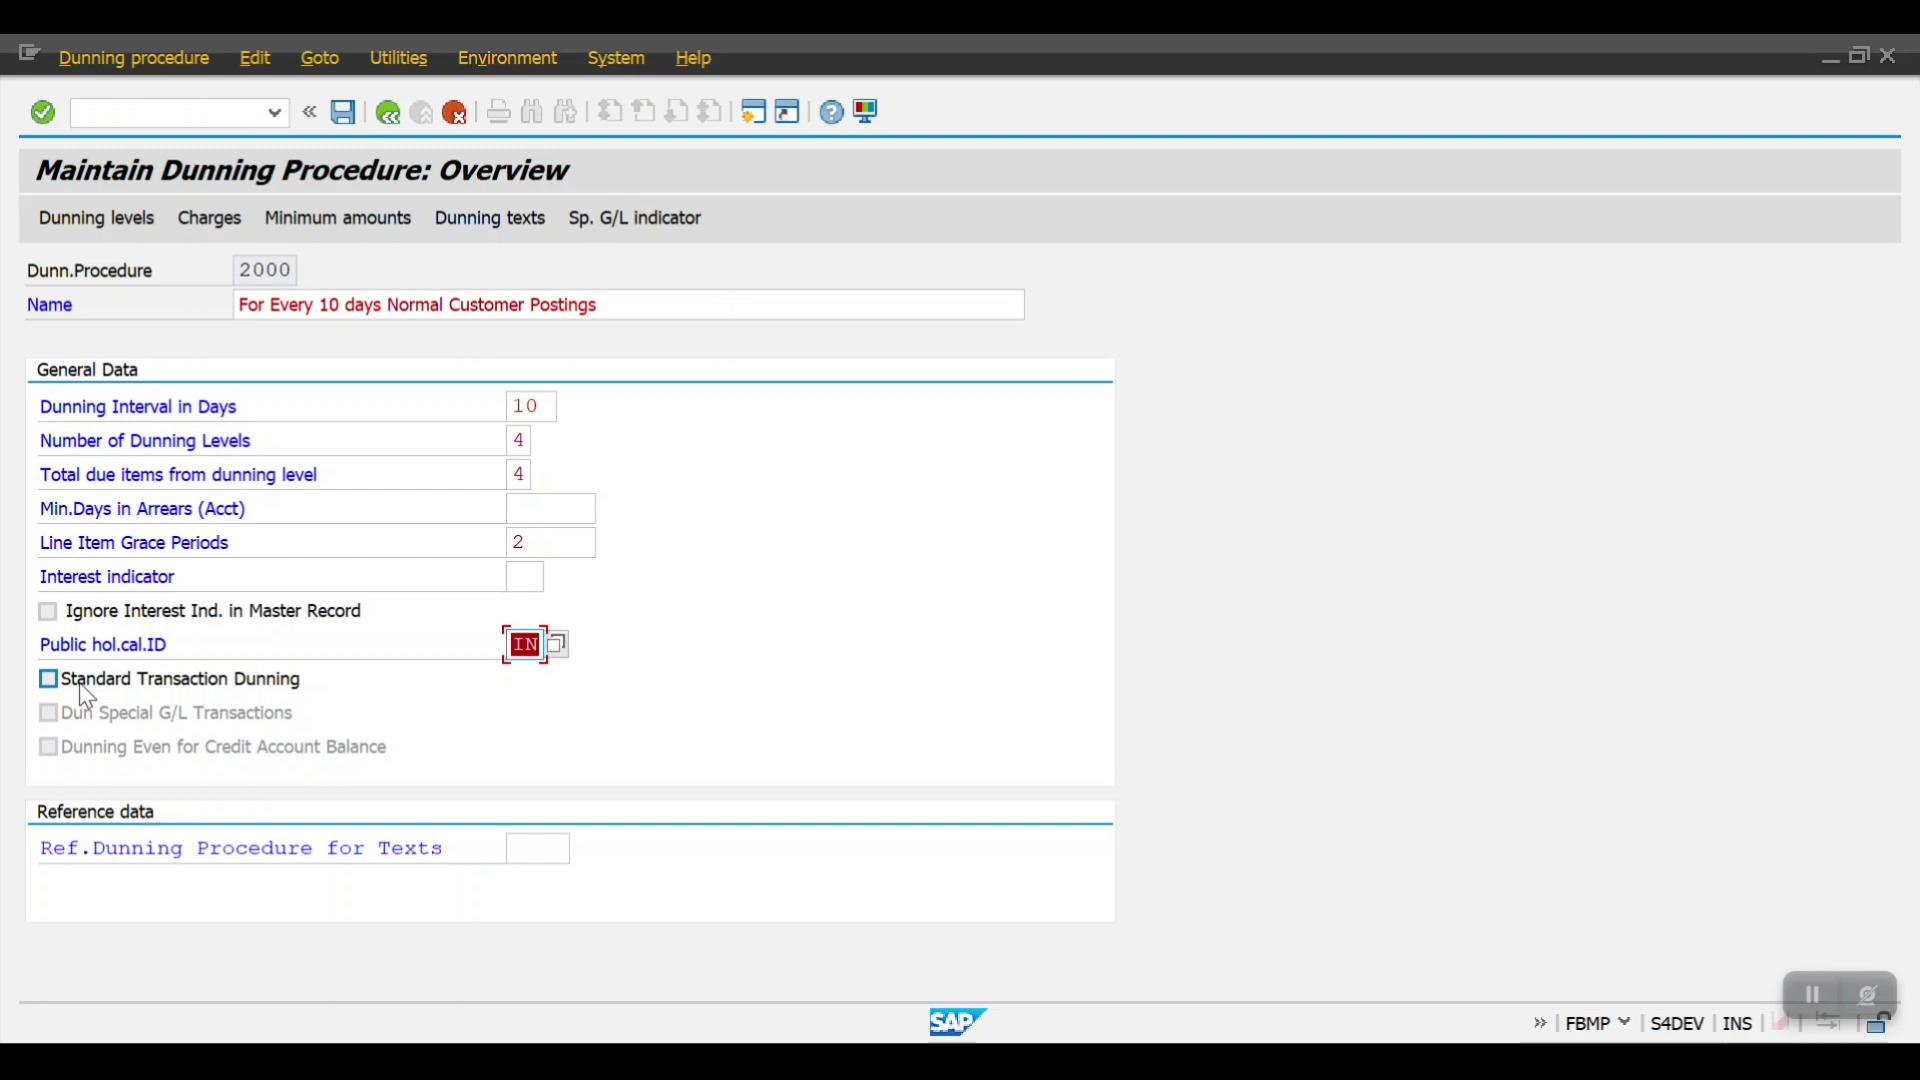 Dunning procedure Edit Goto Utilities Environment System Help
Maintain Dunning Procedure: Overview
Dunning levels Charges Minimum amounts Dunning texts Sp. G/L indicator
Dunn.Procedure 2000
Name For Every 10 days Normal Customer Postings
General Data
Dunning Interval in Days 10
Number of Dunning Levels 4
Total due items from dunning level 4
Min.Days in Arrears (Acct)
Line Item Grace Periods 2
Interest indicator
Ignore Interest Ind. in Master Record
Public hol.cal.ID IN
Standard Transaction Dunning
Dun Special G/L Transactions
Dunning Even for Credit Account Balance
Reference data
Ref.Dunning Procedure for Texts
SAP FBMP S4DEV INS